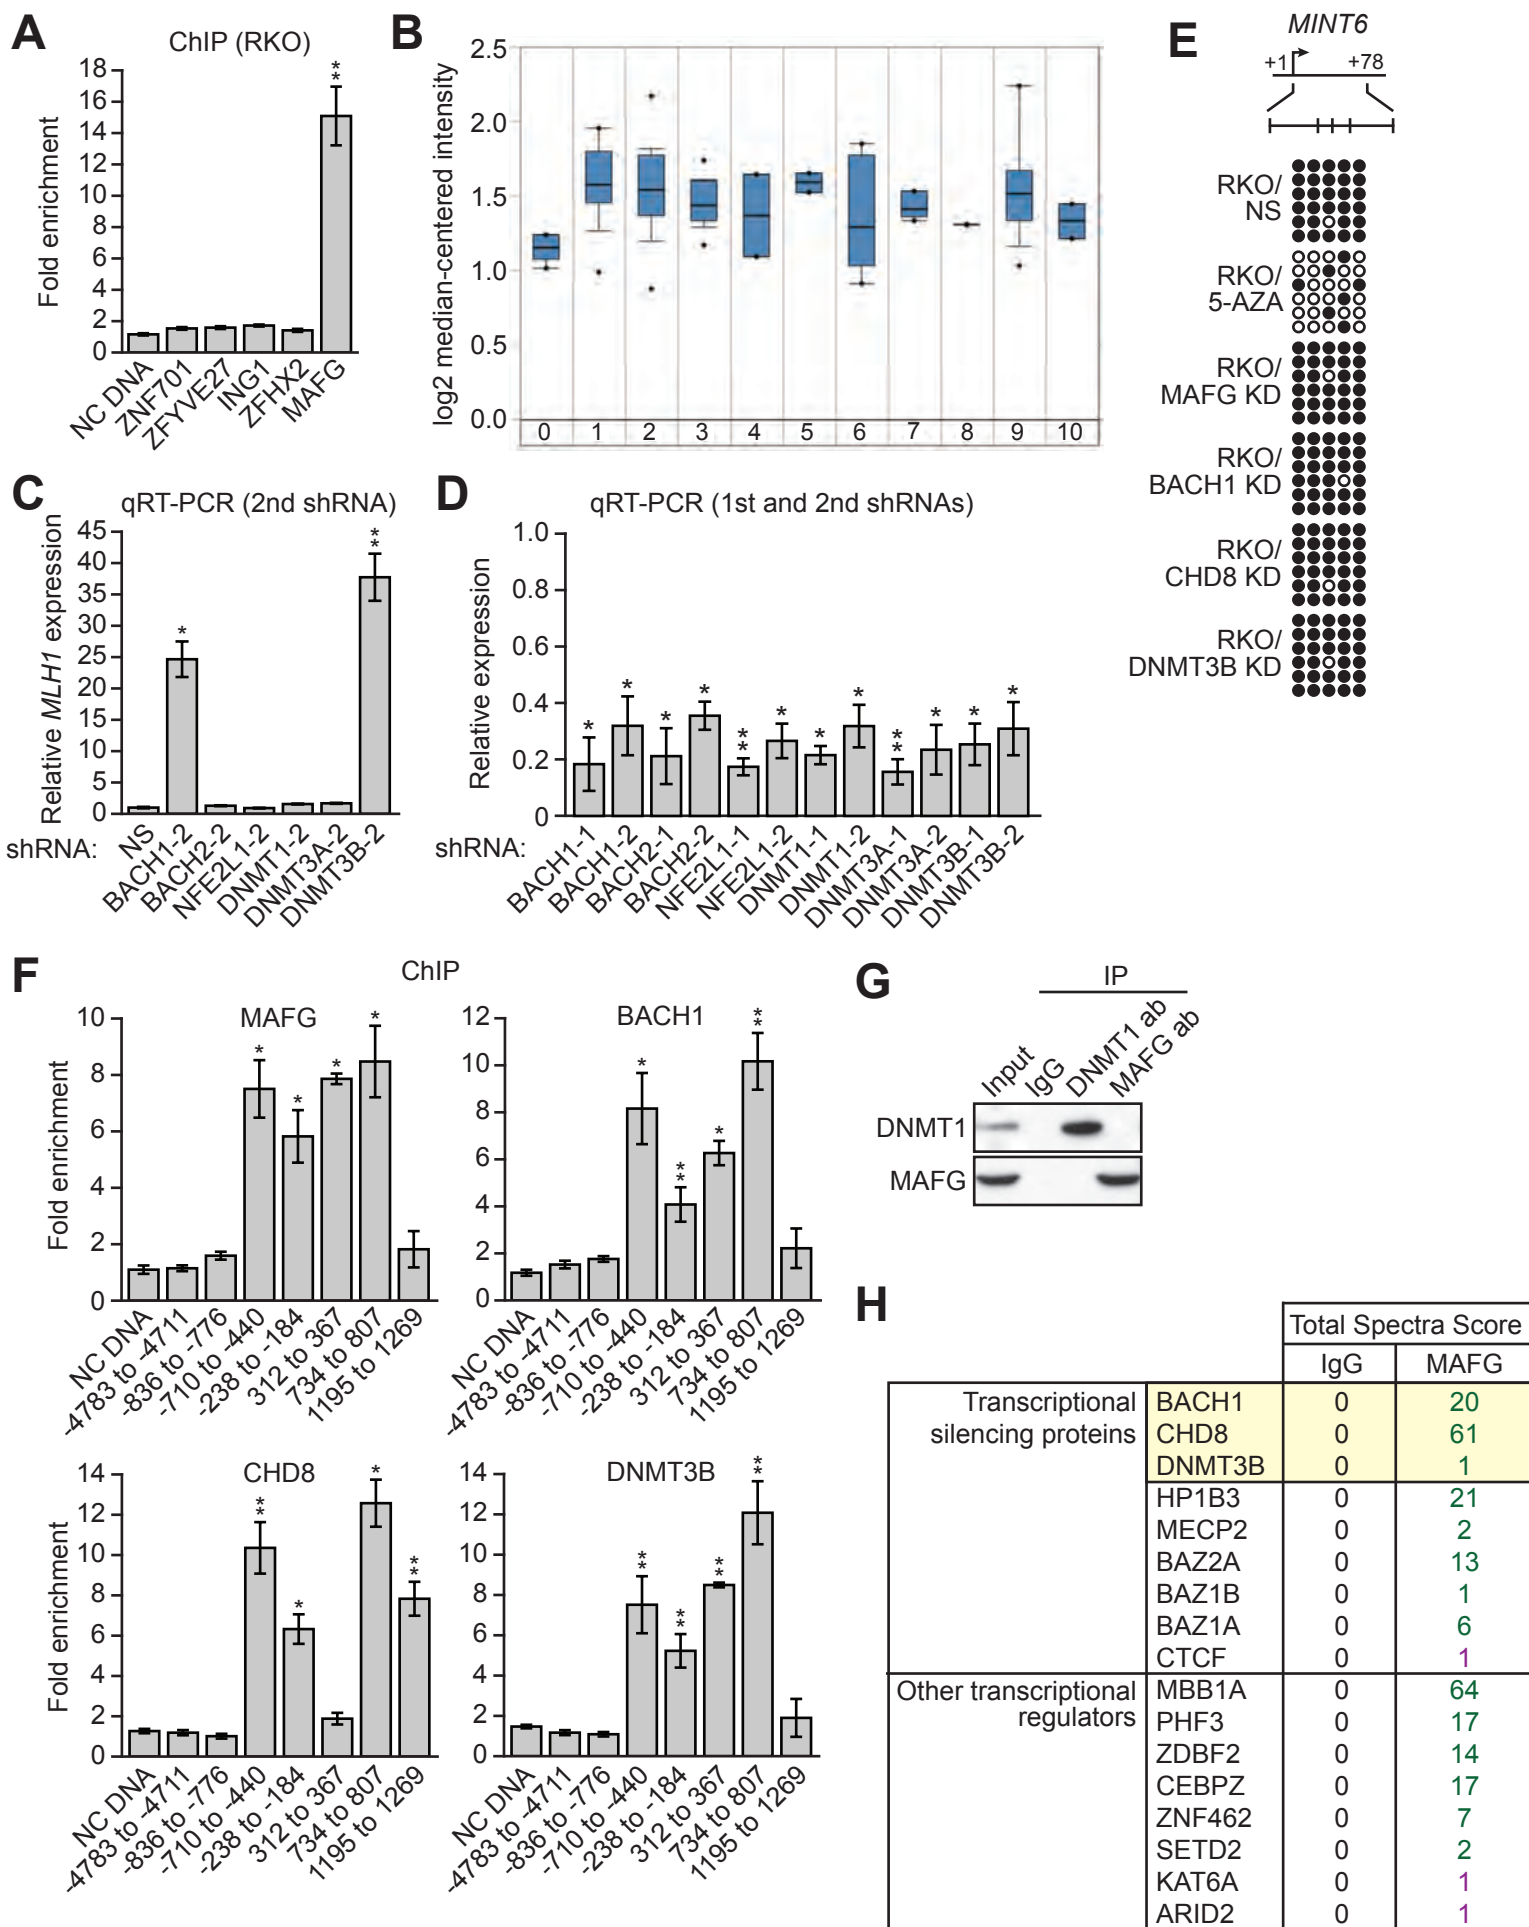 A
ChIP (RKO)
Fold enrichment
18
16
14
12
10
8
6
4
2
0
**
NC DNA
ZNF701
ZFYVE27
ING1
ZFHX2
MAFG
B
log2 median-centered intensity
2.5
2.0
1.5
1.0
0.5
0.0
0 1 2 3 4 5 6 7 8 9 10
C
qRT-PCR (2nd shRNA)
Relative MLH1 expression
45
40
35
30
25
20
15
10
5
0
*
**
shRNA:
NS
BACH1-2
BACH2-2
NFE2L1-2
DNMT1-2
DNMT3A-2
DNMT3B-2
D
qRT-PCR (1st and 2nd shRNAs)
Relative expression
1.0
0.8
0.6
0.4
0.2
0
* * * * ** * * * ** * * *
shRNA:
BACH1-1
BACH1-2
BACH2-1
BACH2-2
NFE2L1-1
NFE2L1-2
DNMT1-1
DNMT1-2
DNMT3A-1
DNMT3A-2
DNMT3B-1
DNMT3B-2
E
MINT6
+1 +78
RKO/
NS
RKO/
5-AZA
RKO/
MAFG KD
RKO/
BACH1 KD
RKO/
CHD8 KD
RKO/
DNMT3B KD
F
ChIP
MAFG
Fold enrichment
10
8
6
4
2
0
* * * *
NC DNA
-4783 to -4711
-836 to -776
-710 to -440
-238 to -184
312 to 367
734 to 807
1195 to 1269
BACH1
12
10
8
6
4
2
0
* ** * **
NC DNA
-4783 to -4711
-836 to -776
-710 to -440
-238 to -184
312 to 367
734 to 807
1195 to 1269
CHD8
Fold enrichment
14
12
10
8
6
4
2
0
** * * **
NC DNA
-4783 to -4711
-836 to -776
-710 to -440
-238 to -184
312 to 367
734 to 807
1195 to 1269
DNMT3B
14
12
10
8
6
4
2
0
** ** ** **
NC DNA
-4783 to -4711
-836 to -776
-710 to -440
-238 to -184
312 to 367
734 to 807
1195 to 1269
G
IP
Input
IgG
DNMT1 ab
MAFG ab
DNMT1
MAFG
H
Total Spectra Score
IgG MAFG
Transcriptional BACH1 0 20
silencing proteins CHD8 0 61
DNMT3B 0 1
HP1B3 0 21
MECP2 0 2
BAZ2A 0 13
BAZ1B 0 1
BAZ1A 0 6
CTCF 0 1
Other transcriptional MBB1A 0 64
regulators PHF3 0 17
ZDBF2 0 14
CEBPZ 0 17
ZNF462 0 7
SETD2 0 2
KAT6A 0 1
ARID2 0 1